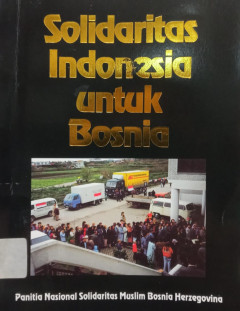 Solidaritas
Indonesia
untuk
Bosnia
Panitia Nasional Solidaritas Muslim Bosnia Herzegovina